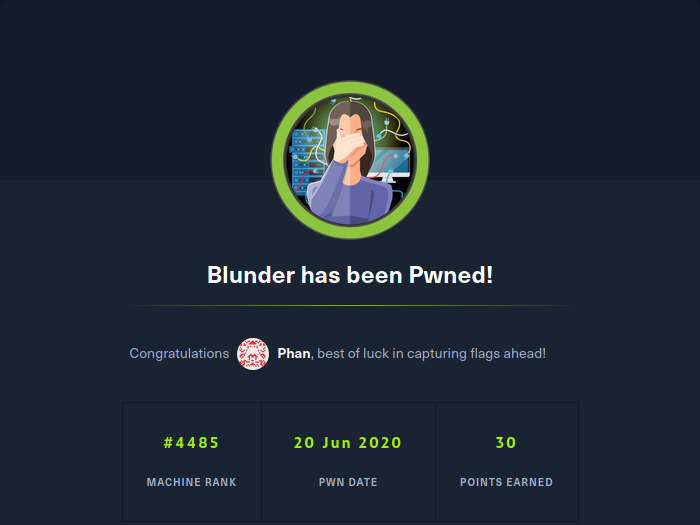 Blunder has been Pwned!
Congratulations Phan, best of luck in capturing flags ahead!
#4485 20 Jun 2020 30
MACHINE RANK PWN DATE POINTS EARNED